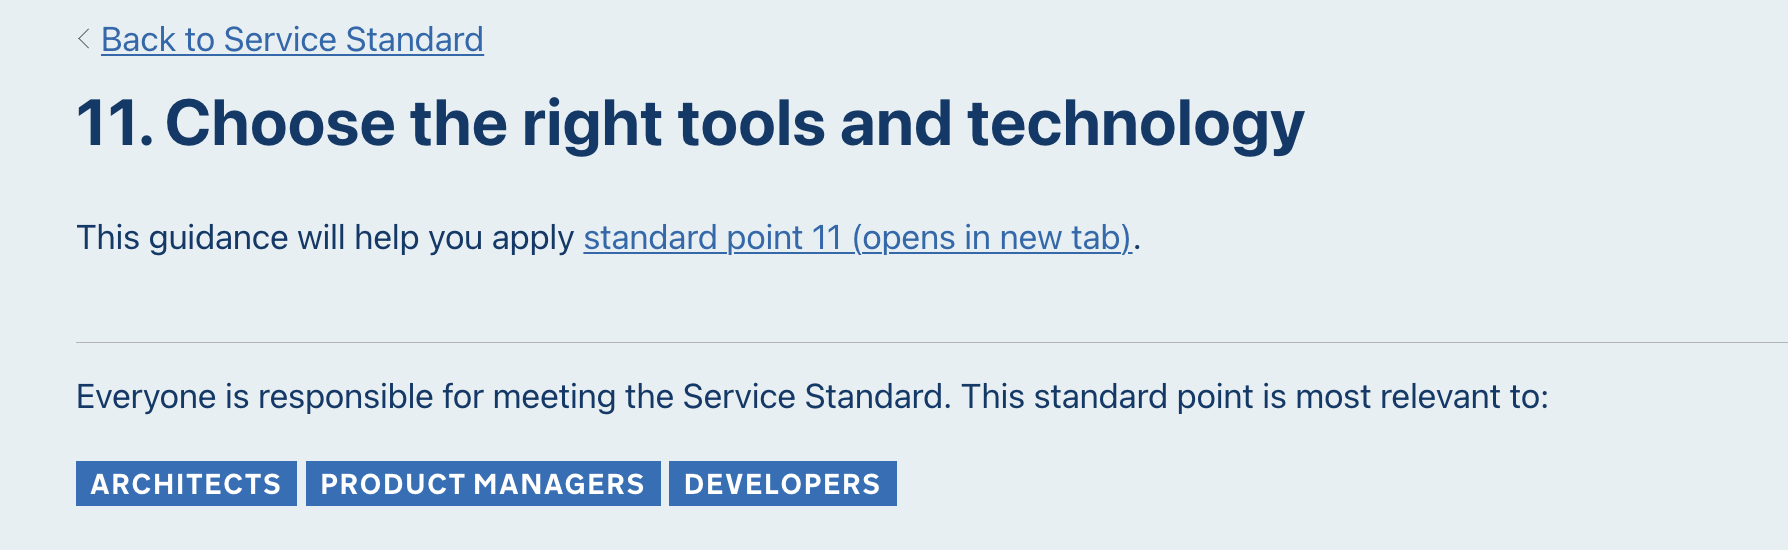 Back to Service Standard
11. Choose the right tools and technology
This guidance will help you apply standard point 11 (opens in new tab).
Everyone is responsible for meeting the Service Standard. This standard point is most relevant to:
ARCHITECTS PRODUCT MANAGERS DEVELOPERS